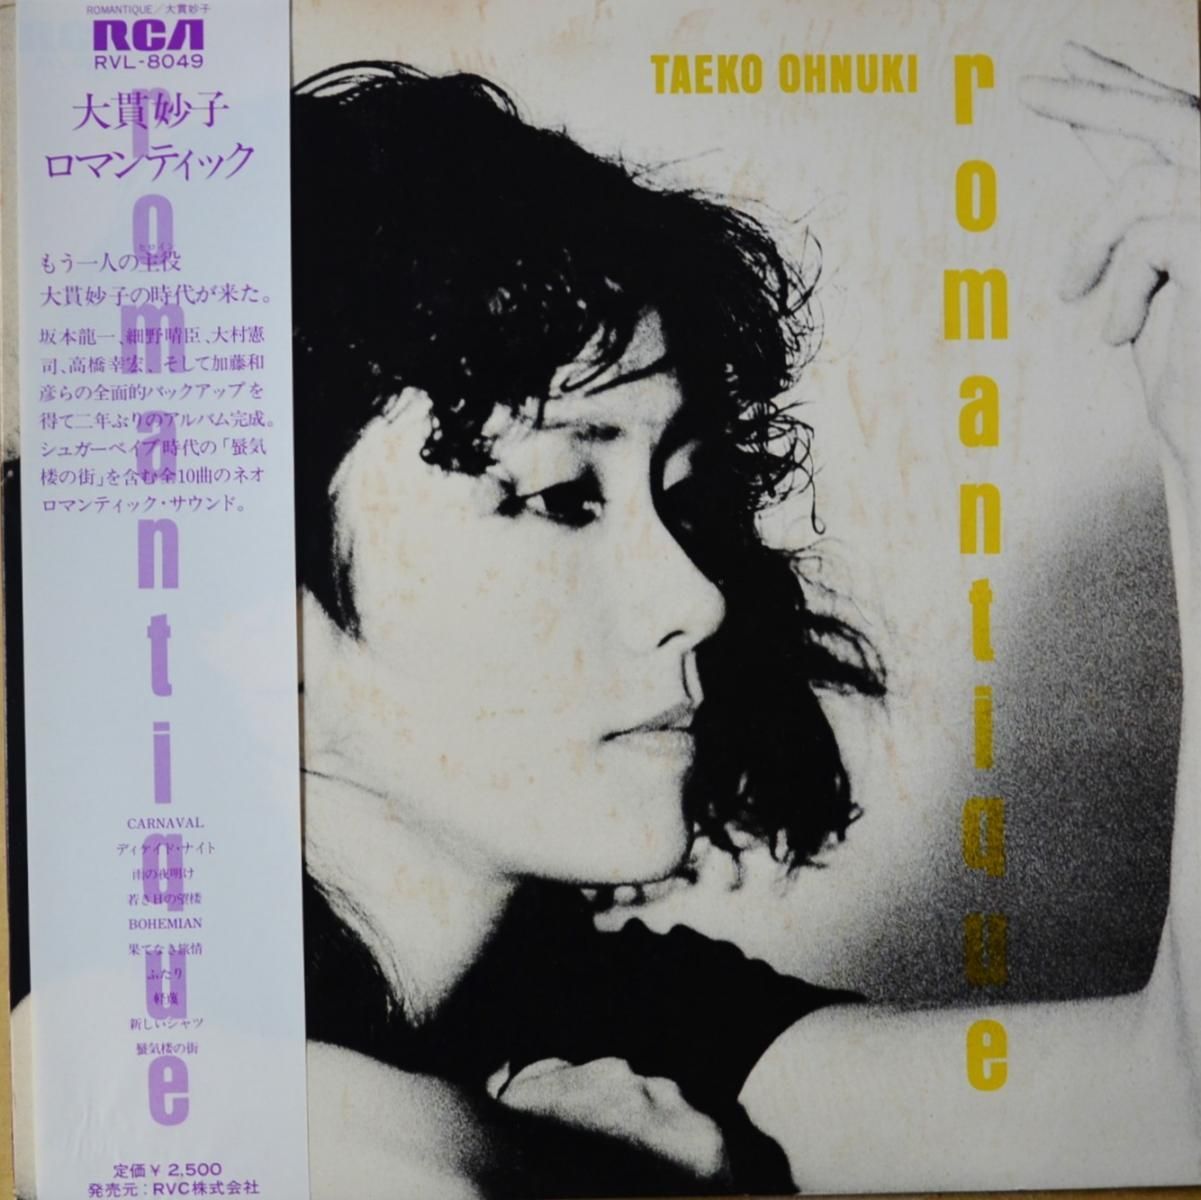 ROMANTIQUE／大貫妙子
RCA
RVL-8049
大貫妙子
ロマンティック
ヒロイン
もう一人の主役
大貫妙子の時代が来た。
坂本龍一、細野晴臣、大村憲
司、高橋幸宏、そして加藤和
彦らの全面的バックアップを
得て二年ぶりのアルバム完成。
シュガーベイブ時代の「蜃気
楼の街」を含む全10曲のネオ
ロマンティック・サウンド。
romantique
CARNAVAL
ディケイド・ナイト
雨の夜明け
若き日の望楼
BOHEMIAN
果てなき旅情
ふたり
軽蔑
新しいシャツ
蜃気楼の街
定価￥2,500
発売元：RVC株式会社
TAEKO OHNUKI
romantique